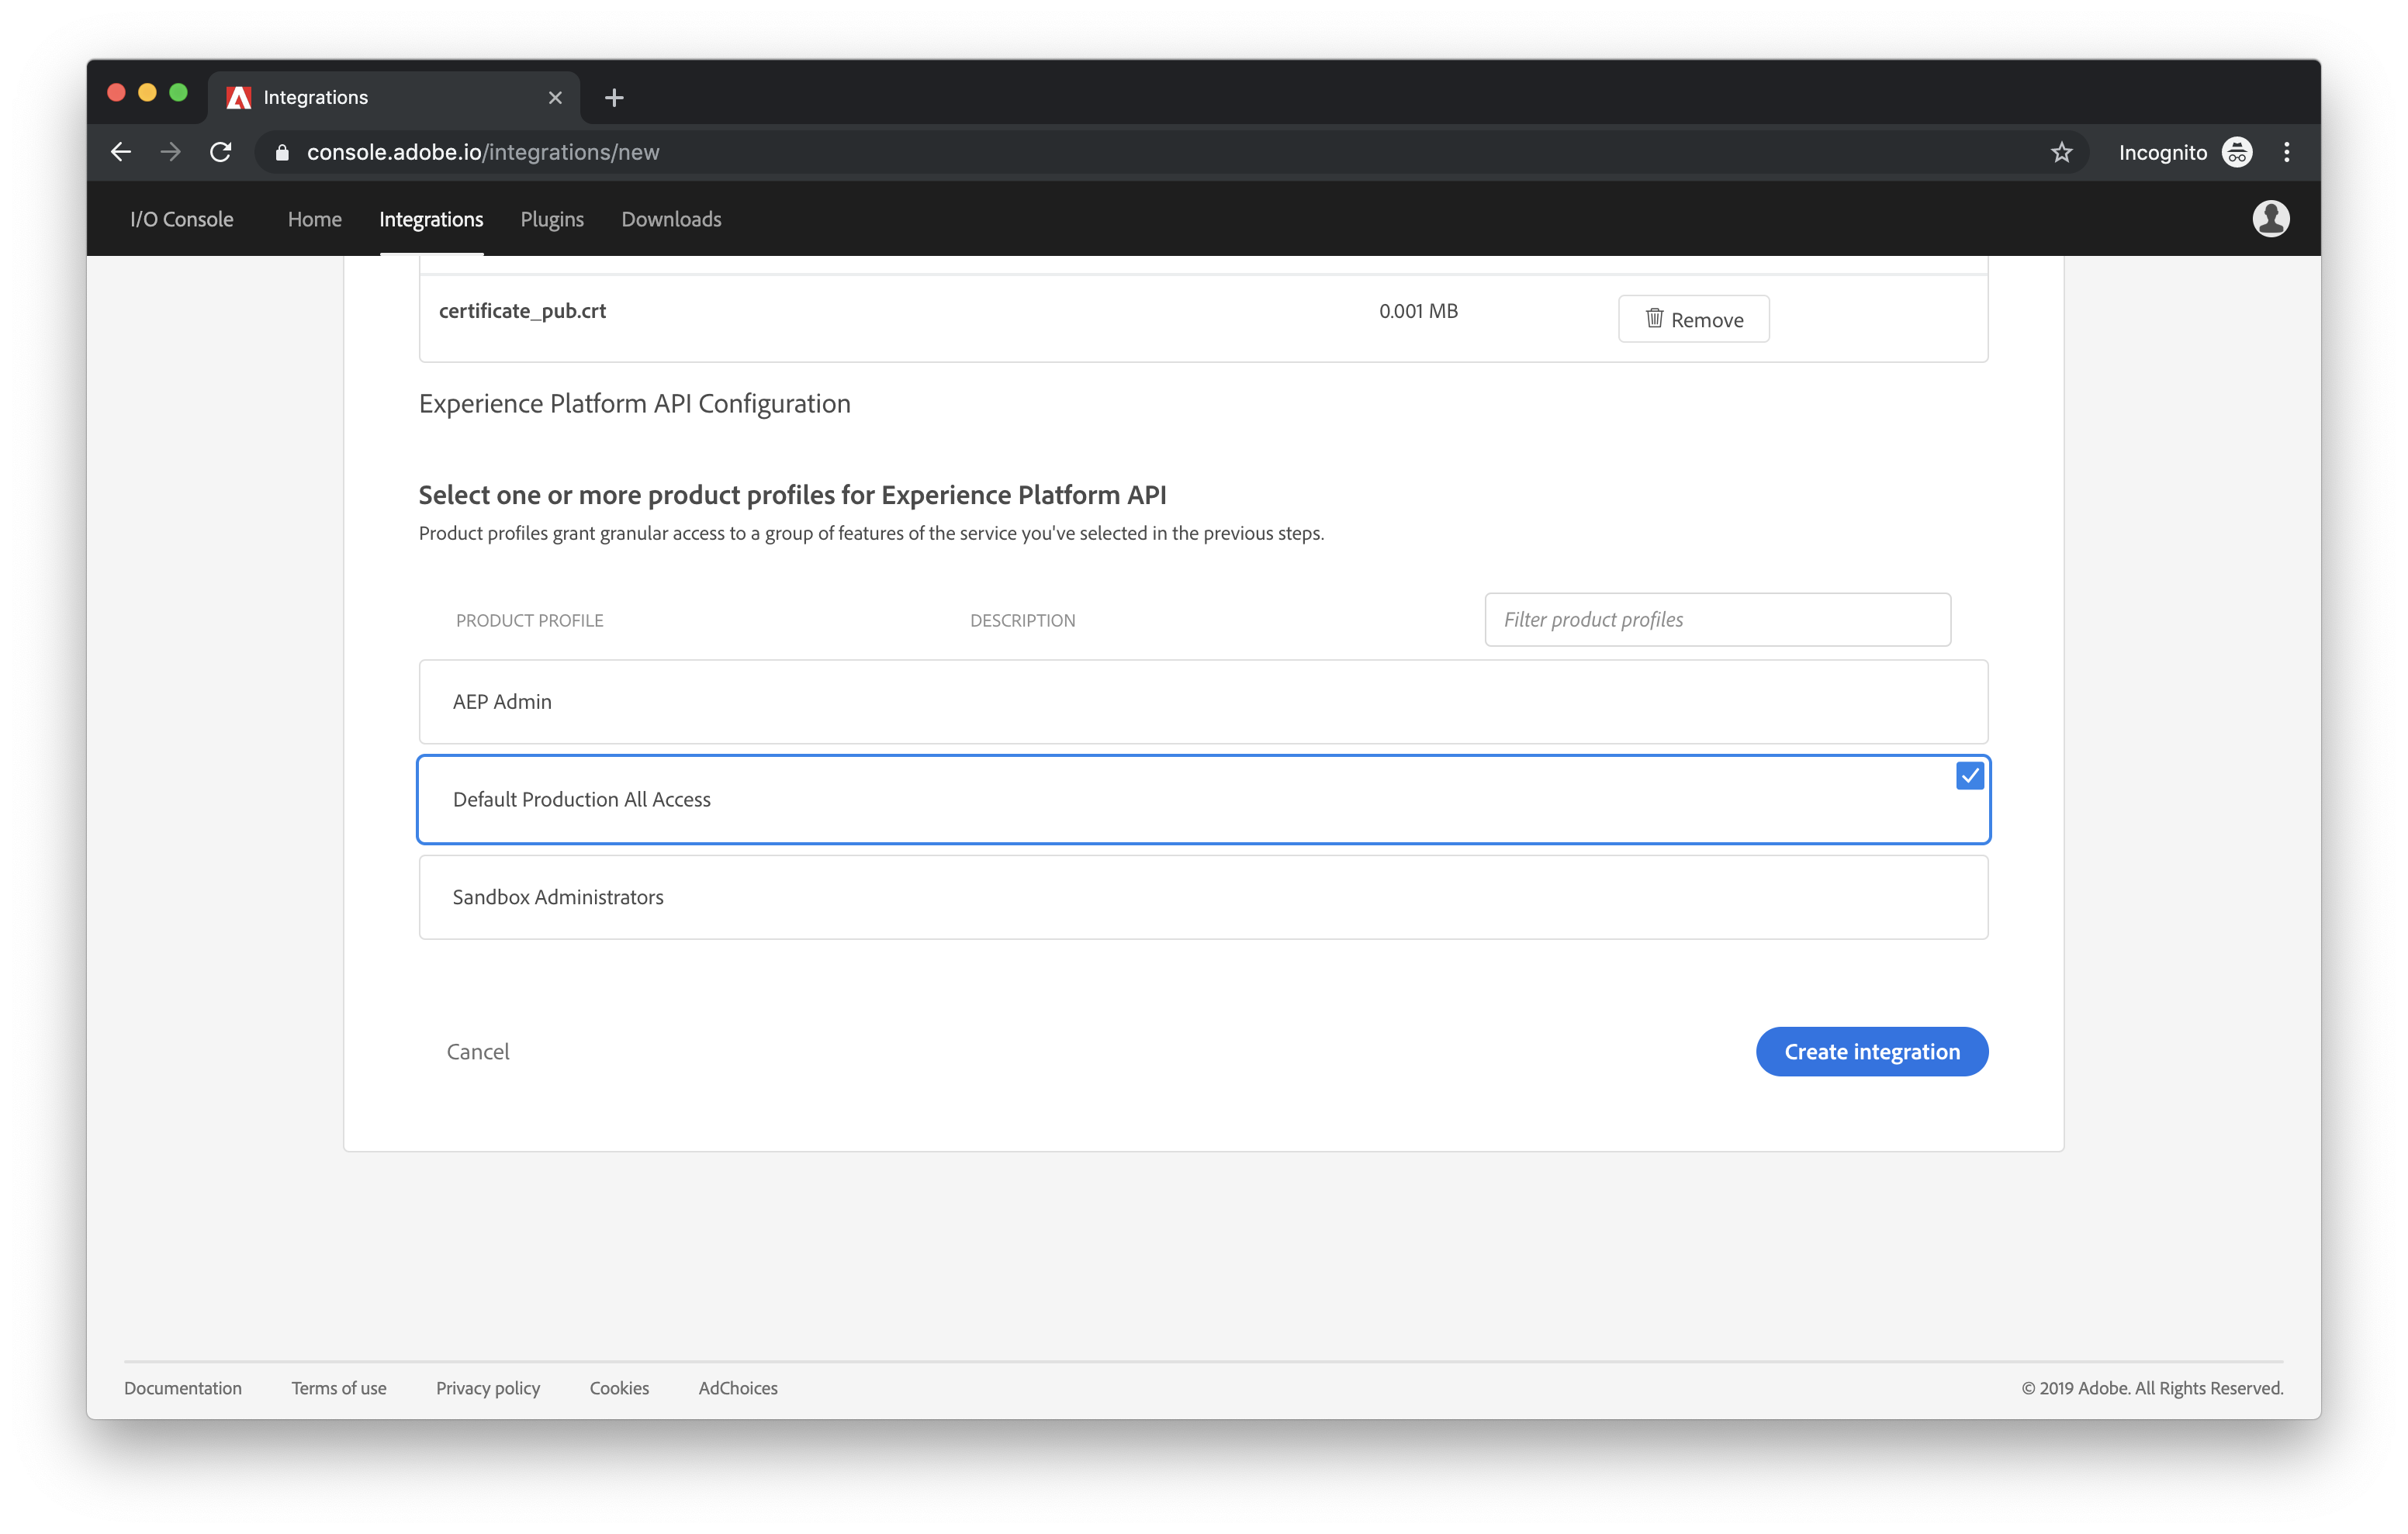 Integrations
console.adobe.io/integrations/new
Incognito
I/O Console Home Integrations Plugins Downloads
certificate_pub.crt 0.001 MB Remove
Experience Platform API Configuration
Select one or more product profiles for Experience Platform API
Product profiles grant granular access to a group of features of the service you've selected in the previous steps.
PRODUCT PROFILE DESCRIPTION Filter product profiles
AEP Admin
Default Production All Access
Sandbox Administrators
Cancel Create integration
Documentation Terms of use Privacy policy Cookies AdChoices © 2019 Adobe. All Rights Reserved.